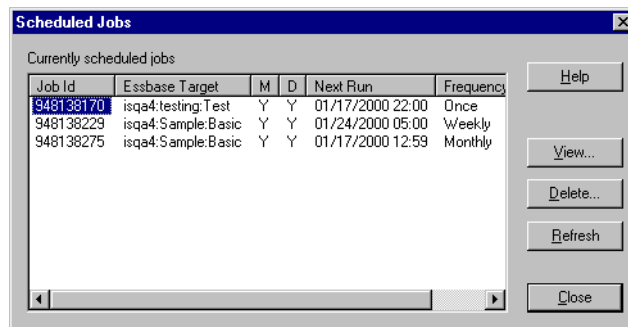 Scheduled Jobs
Currently scheduled jobs
Job Id Essbase Target M D Next Run Frequency
948138170 isqa4:testing:Test Y Y 01/17/2000 22:00 Once
948138229 isqa4:Sample:Basic Y Y 01/24/2000 05:00 Weekly
948138275 isqa4:Sample:Basic Y Y 01/17/2000 12:59 Monthly
Help
View...
Delete...
Refresh
Close